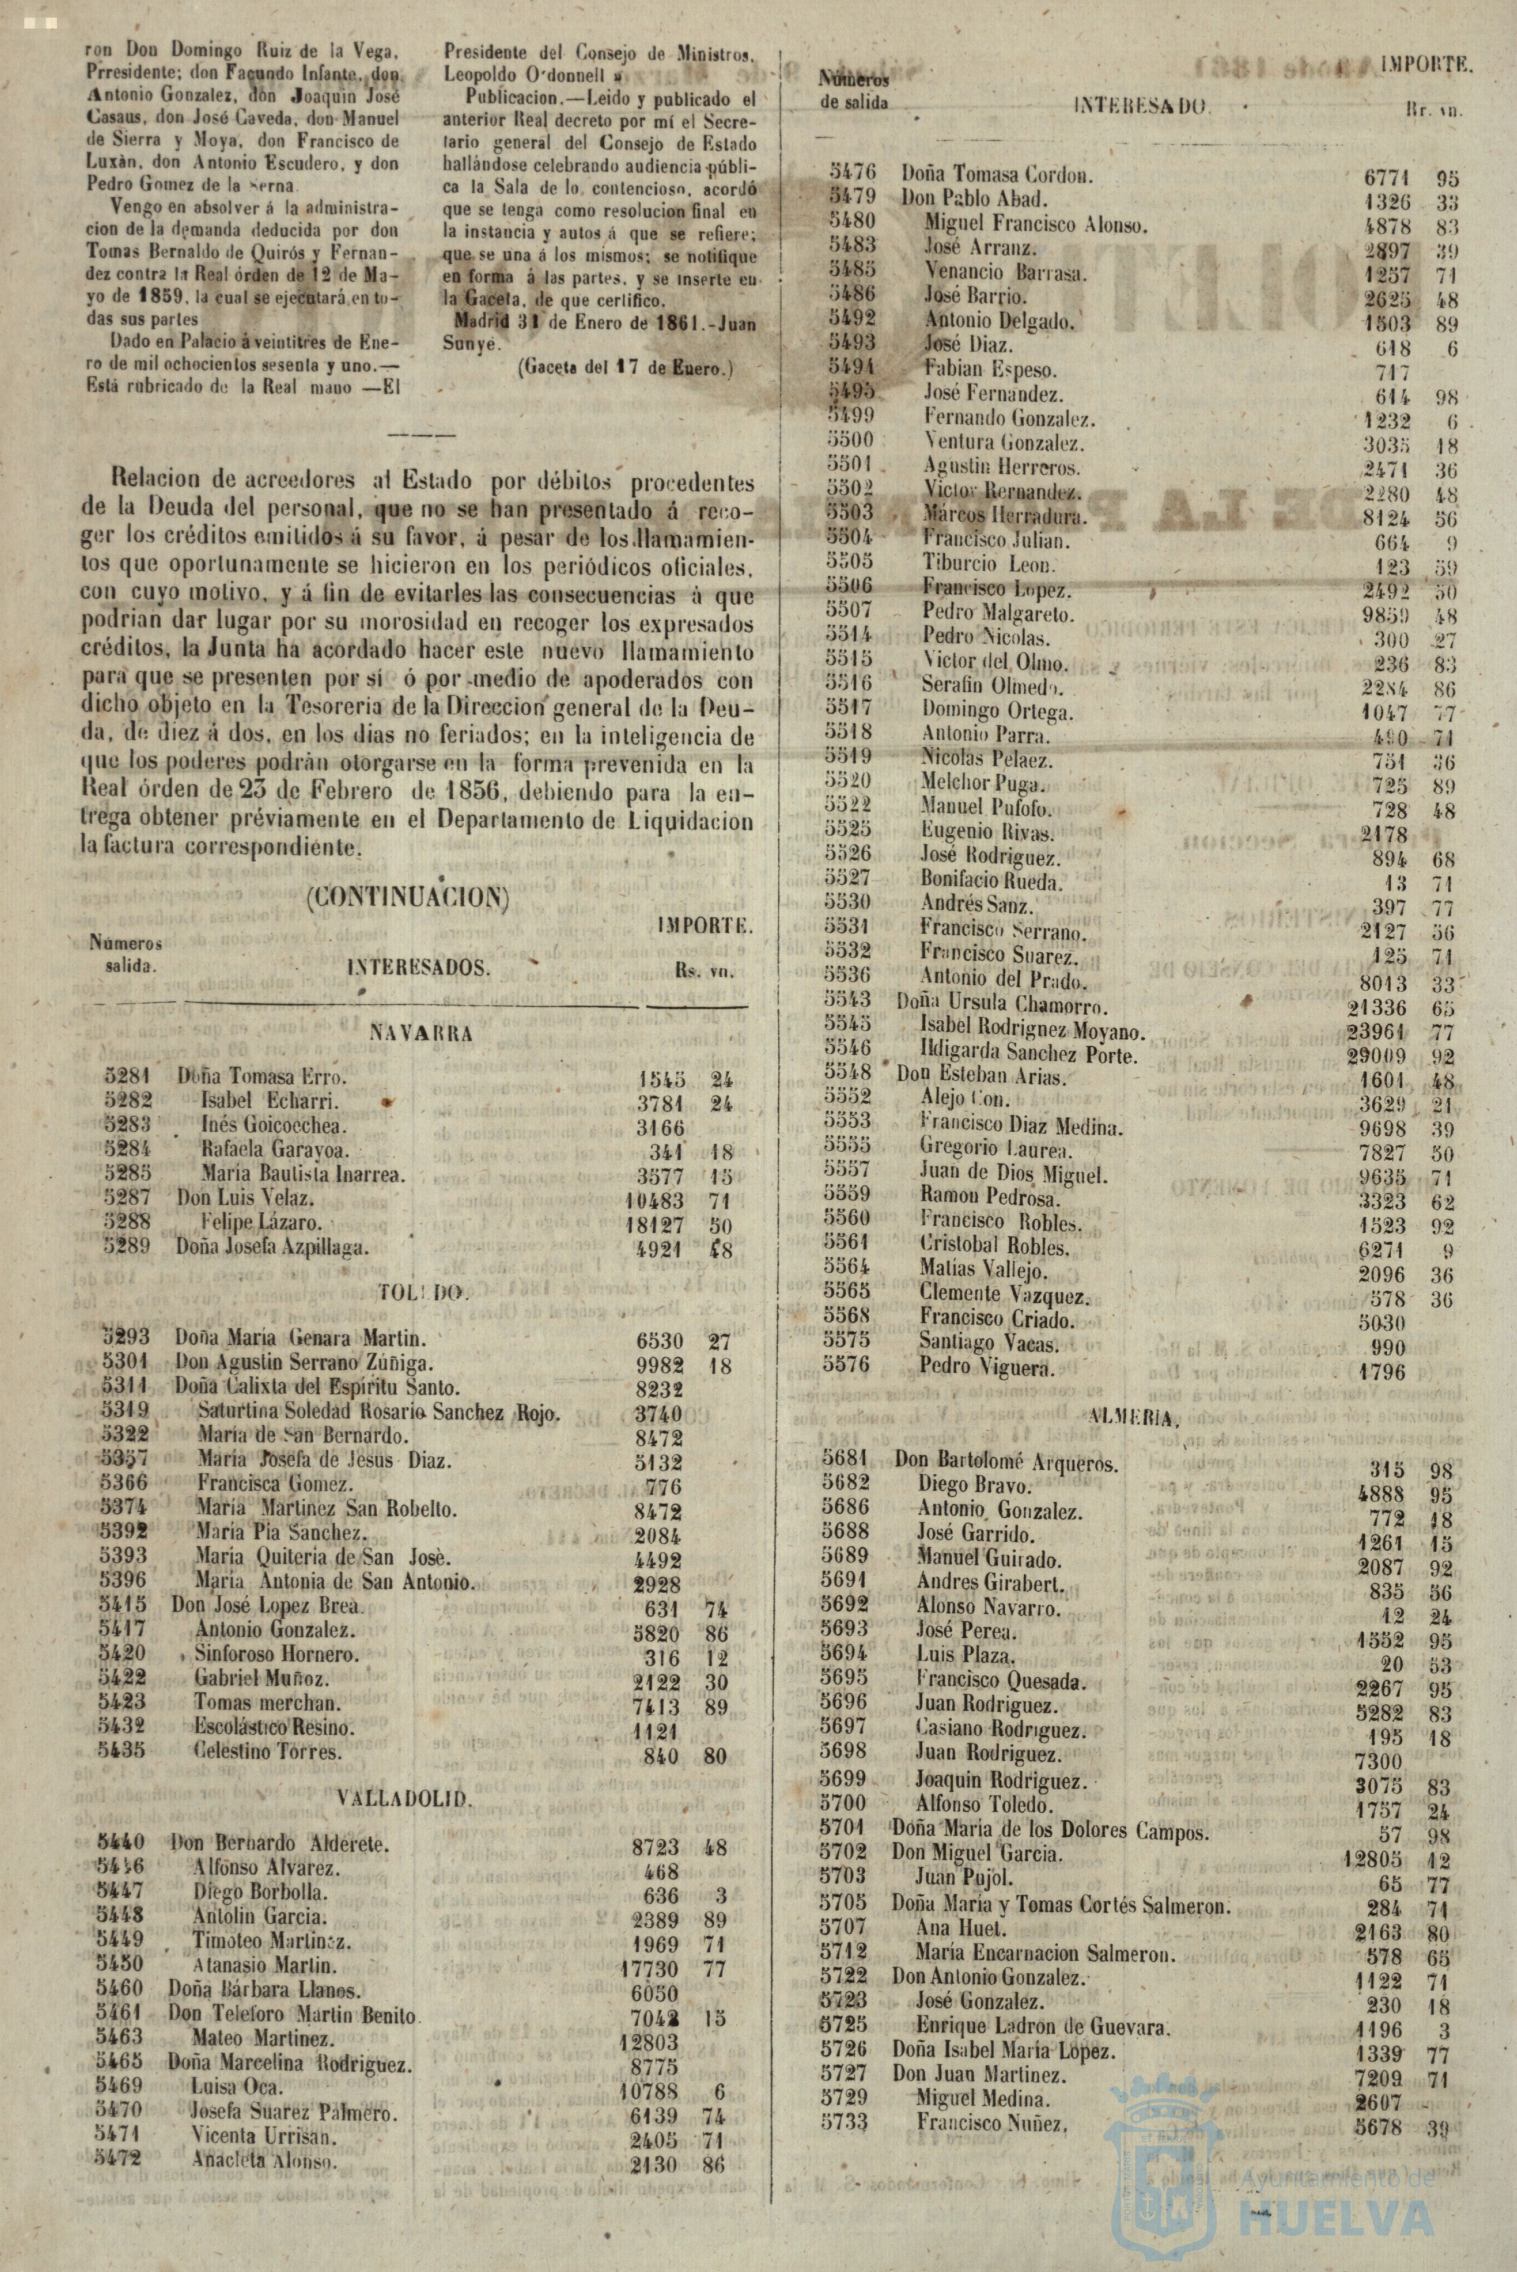 ron Don Domingo Ruiz de la Vega,
Prresidente; don Facundo Infante, don
Antonio Gonzalez, don Joaquin José
Casaus, don José Caveda, don Manuel
de Sierra y Moya, don Francisco de
Luxàn, don Antonio Escudero, y don
Pedro Gomez de la Serna
Vengo en absolver á la administra-
cion de la demanda deducida por don
Tomas Bernaldo de Quirós y Fernan-
dez contra la Real órden de 12 de Ma-
yo de 1859, la cual se ejecutará en to-
das sus partes
Dado en Palacio á veintitres de Ene-
ro de mil ochocientos sesenta y uno.—
Está rubricado de la Real mano —El
Presidente del Consejo de Ministros,
Leopoldo O'donnell »
Publicacion.—Leido y publicado el
anterior Real decreto por mí el Secre-
tario general del Consejo de Estado
hallándose celebrando audiencia públi-
ca la Sala de lo contencioso, acordó
que se tenga como resolucion final en
la instancia y autos á que se refiere;
que se una á los mismos; se notifique
en forma á las partes, y se inserte en
la Gaceta, de que certifico.
Madrid 31 de Enero de 1861.-Juan
Sunyé.
(Gaceta del 17 de Enero.)
Relacion de acreedores al Estado por débitos procedentes
de la Deuda del personal, que no se han presentado á reco-
ger los créditos emitidos á su favor, á pesar de los llamamien-
tos que oportunamente se hicieron en los periódicos oficiales,
con cuyo motivo, y á fin de evitarles las consecuencias á que
podrian dar lugar por su morosidad en recoger los expresados
créditos, la Junta ha acordado hacer este nuevo llamamiento
para que se presenten por sí ó por medio de apoderados con
dicho objeto en la Tesoreria de la Direccion general de la Deu-
da, de diez á dos, en los dias no feriados; en la inteligencia de
que los poderes podrán otorgarse en la forma prevenida en la
Real órden de 23 de Febrero de 1856, debiendo para la en-
trega obtener préviamente en el Departamento de Liquidacion
la factura correspondiente.
(CONTINUACION)
IMPORTE.
Números
salida. INTERESADOS. Rs. vn.
NAVARRA
5281 Doña Tomasa Erro. 1545 24
5282 Isabel Echarri. 3781 24
5283 Inés Goicoechea. 3166
5284 Rafaela Garayoa. 341 18
5285 María Bautista Inarrea. 3577 15
5287 Don Luis Velaz. 10483 71
5288 Felipe Lázaro. 18127 50
5289 Doña Josefa Azpillaga. 4921 48
TOLEDO.
5293 Doña María Genara Martin. 6530 27
5301 Don Agustin Serrano Zúñiga. 9982 18
5311 Doña Calixta del Espíritu Santo. 8232
5319 Saturtina Soledad Rosario Sanchez Rojo. 3740
5322 María de San Bernardo. 8472
5357 María Josefa de Jesus Diaz. 5132
5366 Francisca Gomez. 776
5374 María Martinez San Robelto. 8472
5392 María Pia Sanchez. 2084
5393 María Quiteria de San Josè. 4492
5396 María Antonia de San Antonio. 2928
5415 Don José Lopez Brea. 631 74
5417 Antonio Gonzalez. 5820 86
5420 Sinforoso Hornero. 316 12
5422 Gabriel Muñoz. 2122 30
5423 Tomas merchan. 7413 89
5432 Escolástico Resino. 1121
5435 Celestino Torres. 840 80
VALLADOLID.
5440 Don Bernardo Alderete. 8723 48
5446 Alfonso Alvarez. 468
5447 Diego Borbolla. 636 3
5448 Antolin Garcia. 2389 89
5449 Timoteo Martinez. 1969 71
5450 Atanasio Martin. 17730 77
5460 Doña Bárbara Llanos. 6050
5461 Don Telefo­ro Martin Benito. 7042 15
5463 Mateo Martinez. 12803
5465 Doña Marcelina Rodriguez. 8775
5469 Luisa Oca. 10788 6
5470 Josefa Suarez Palmero. 6139 74
5471 Vicenta Urrisan. 2405 71
5472 Anacleta Alonso. 2130 86
IMPORTE.
Números
de salida INTERESADO. Rr. vn.
5476 Doña Tomasa Cordon. 6771 95
5479 Don Pablo Abad. 1326 33
5480 Miguel Francisco Alonso. 4878 83
5483 José Arranz. 2897 39
5485 Venancio Barrasa. 1257 71
5486 José Barrio. 2625 48
5492 Antonio Delgado. 1503 89
5493 José Diaz. 618 6
5494 Fabian Espeso. 717
5495 José Fernandez. 614 98
5499 Fernando Gonzalez. 1232 6
5500 Ventura Gonzalez. 3035 18
5501 Agustin Herreros. 2471 36
5502 Victor Hernandez. 2280 48
5503 Márcos Herradura. 8124 56
5504 Francisco Julian. 664 9
5505 Tiburcio Leon. 123 59
5506 Francisco Lopez. 2492 50
5507 Pedro Malgareto. 9859 48
5514 Pedro Nicolas. 300 27
5515 Victor del Olmo. 236 83
5516 Serafin Olmedo. 2284 86
5517 Domingo Ortega. 1047 77
5518 Antonio Parra. 490 71
5519 Nicolas Pelaez. 751 36
5520 Melchor Puga. 725 89
5522 Manuel Pufofo. 728 48
5525 Eugenio Rivas. 2178
5526 José Rodriguez. 894 68
5527 Bonifacio Rueda. 13 71
5530 Andrés Sanz. 397 77
5531 Francisco Serrano. 2127 56
5532 Francisco Suarez. 125 71
5536 Antonio del Prado. 8013 33
5543 Doña Ursula Chamorro. 21336 65
5545 Isabel Rodrignez Moyano. 23961 77
5546 Ildigarda Sanchez Porte. 29009 92
5548 Don Esteban Arias. 1601 48
5552 Alejo Con. 3629 21
5553 Francisco Diaz Medina. 9698 39
5555 Gregorio Laurea. 7827 50
5557 Juan de Dios Miguel. 9635 71
5559 Ramon Pedrosa. 3323 62
5560 Francisco Robles. 1523 92
5561 Cristobal Robles. 6271 9
5564 Matías Vallejo. 2096 36
5565 Clemente Vazquez. 578 36
5568 Francisco Criado. 5030
5575 Santiago Vacas. 990
5576 Pedro Viguera. 1796
ALMERIA.
5681 Don Bartolomé Arqueros. 315 98
5682 Diego Bravo. 4888 95
5686 Antonio Gonzalez. 772 18
5688 José Garrido. 1261 15
5689 Manuel Guirado. 2087 92
5691 Andres Girabert. 835 56
5692 Alonso Navarro. 12 24
5693 José Perea. 1552 95
5694 Luis Plaza. 20 53
5695 Francisco Quesada. 2267 95
5696 Juan Rodriguez. 5282 83
5697 Casiano Rodriguez. 195 18
5698 Juan Rodriguez. 7300
5699 Joaquin Rodriguez. 3075 83
5700 Alfonso Toledo. 1757 24
5701 Doña Maria de los Dolores Campos. 57 98
5702 Don Miguel Garcia. 12805 12
5703 Juan Pujol. 65 77
5705 Doña María y Tomas Cortés Salmeron. 284 71
5707 Ana Huet. 2163 80
5712 María Encarnacion Salmeron. 578 65
5722 Don Antonio Gonzalez. 1122 71
5723 José Gonzalez. 230 18
5725 Enrique Ladron de Guevara. 1196 3
5726 Doña Isabel María Lopez. 1339 77
5727 Don Juan Martinez. 7209 71
5729 Miguel Medina. 2607
5733 Francisco Nuñez, 5678 39
Ayuntamiento de
HUELVA